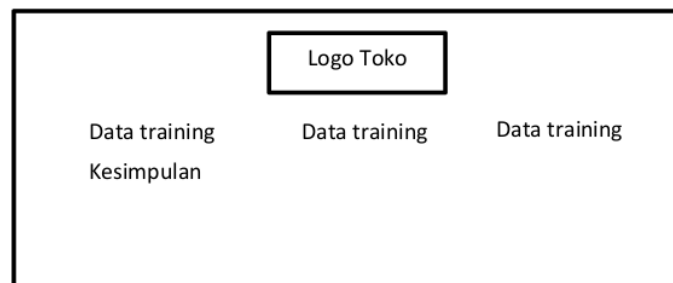 Logo Toko
Data training Data training Data training
Kesimpulan